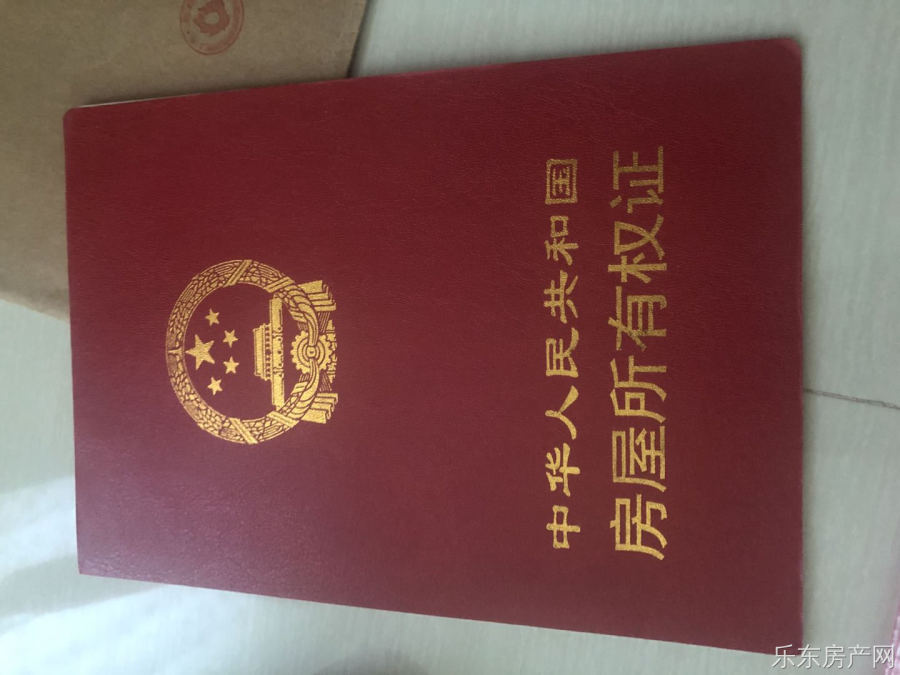 中华人民共和国
房屋所有权证
乐东房产网